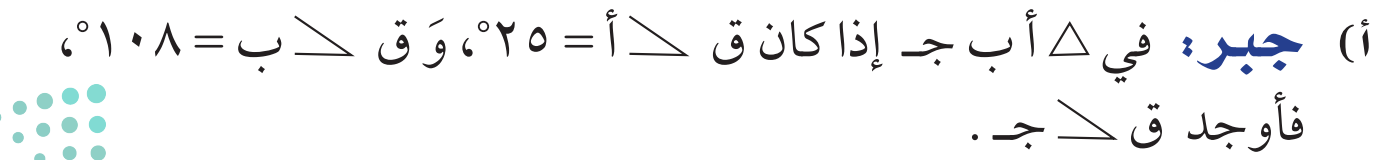 أ) جبر: في △ أ ب جـ إذا كان ق ∠ أ = ٢٥°، وَ ق ∠ ب = ١٠٨°،
فأوجد ق ∠ جـ .